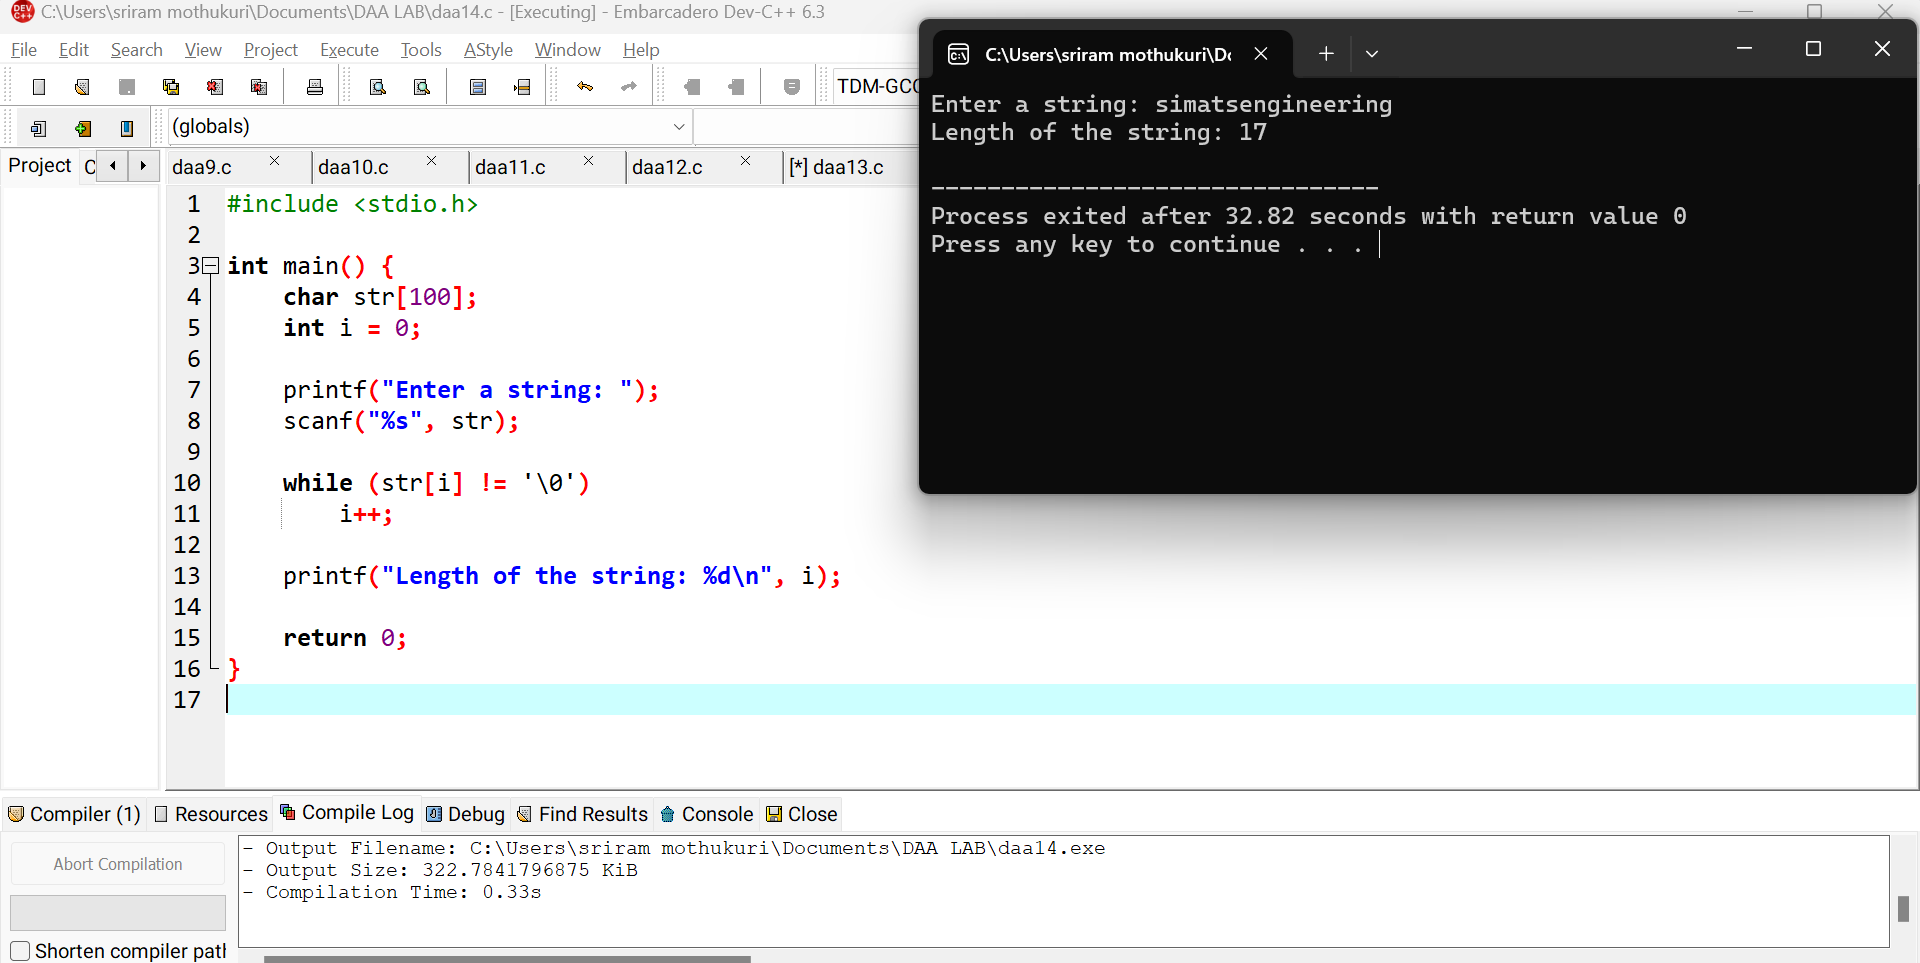 C:\Users\sriram mothukuri\Documents\DAA LAB\daa14.c - [Executing] - Embarcadero Dev-C++ 6.3
File Edit Search View Project Execute Tools AStyle Window Help
TDM-GCC
(globals)
Project C daa9.c daa10.c daa11.c daa12.c [*] daa13.c
1 #include <stdio.h>
2
3 int main() {
4 char str[100];
5 int i = 0;
6
7 printf("Enter a string: ");
8 scanf("%s", str);
9
10 while (str[i] != '\0')
11 i++;
12
13 printf("Length of the string: %d\n", i);
14
15 return 0;
16 }
17
C:\Users\sriram mothukuri\Do
Enter a string: simatsengineering
Length of the string: 17
--------------------------------
Process exited after 32.82 seconds with return value 0
Press any key to continue . . .
Compiler (1) Resources Compile Log Debug Find Results Console Close
Abort Compilation
Shorten compiler path
- Output Filename: C:\Users\sriram mothukuri\Documents\DAA LAB\daa14.exe
- Output Size: 322.7841796875 KiB
- Compilation Time: 0.33s